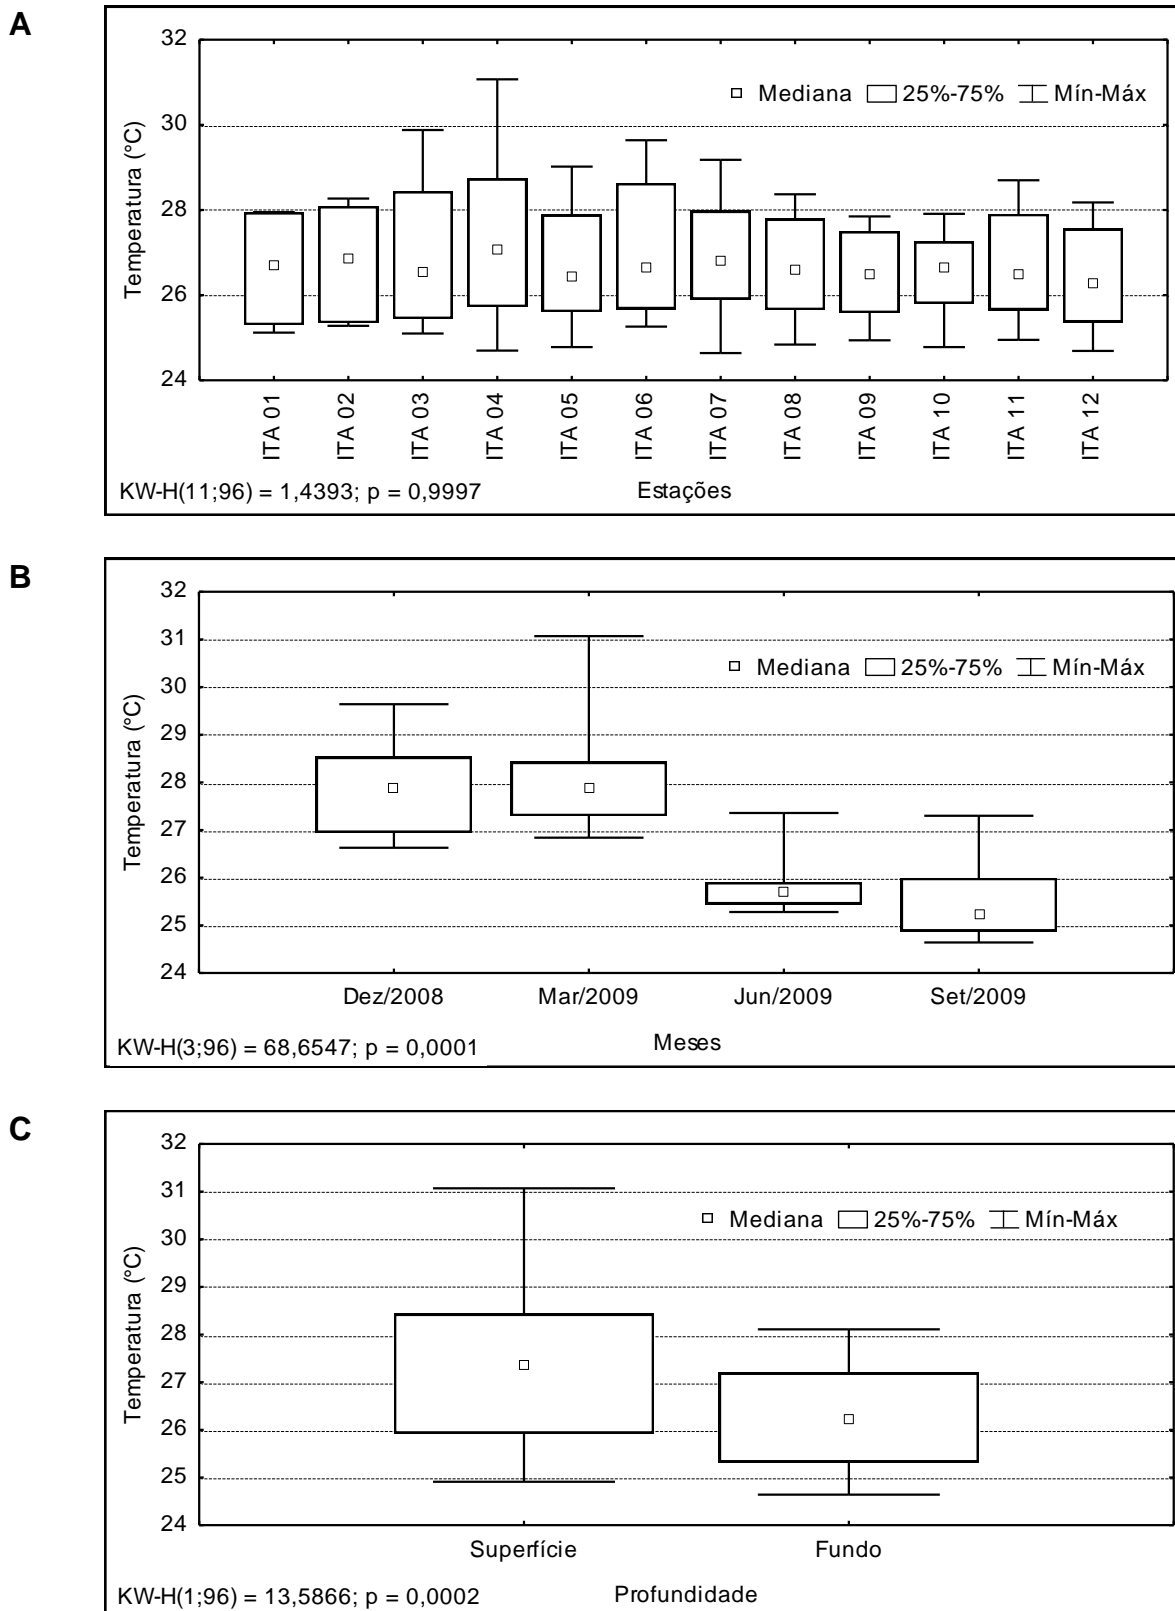 A
32
30
28
26
24
Temperatura (°C)
Mediana 25%-75% Mín-Máx
ITA 01
ITA 02
ITA 03
ITA 04
ITA 05
ITA 06
ITA 07
ITA 08
ITA 09
ITA 10
ITA 11
ITA 12
KW-H(11;96) = 1,4393; p = 0,9997
Estações
B
32
31
30
29
28
27
26
25
24
Temperatura (°C)
Mediana 25%-75% Mín-Máx
Dez/2008 Mar/2009 Jun/2009 Set/2009
KW-H(3;96) = 68,6547; p = 0,0001
Meses
C
32
31
30
29
28
27
26
25
24
Temperatura (°C)
Mediana 25%-75% Mín-Máx
Superfície Fundo
KW-H(1;96) = 13,5866; p = 0,0002
Profundidade